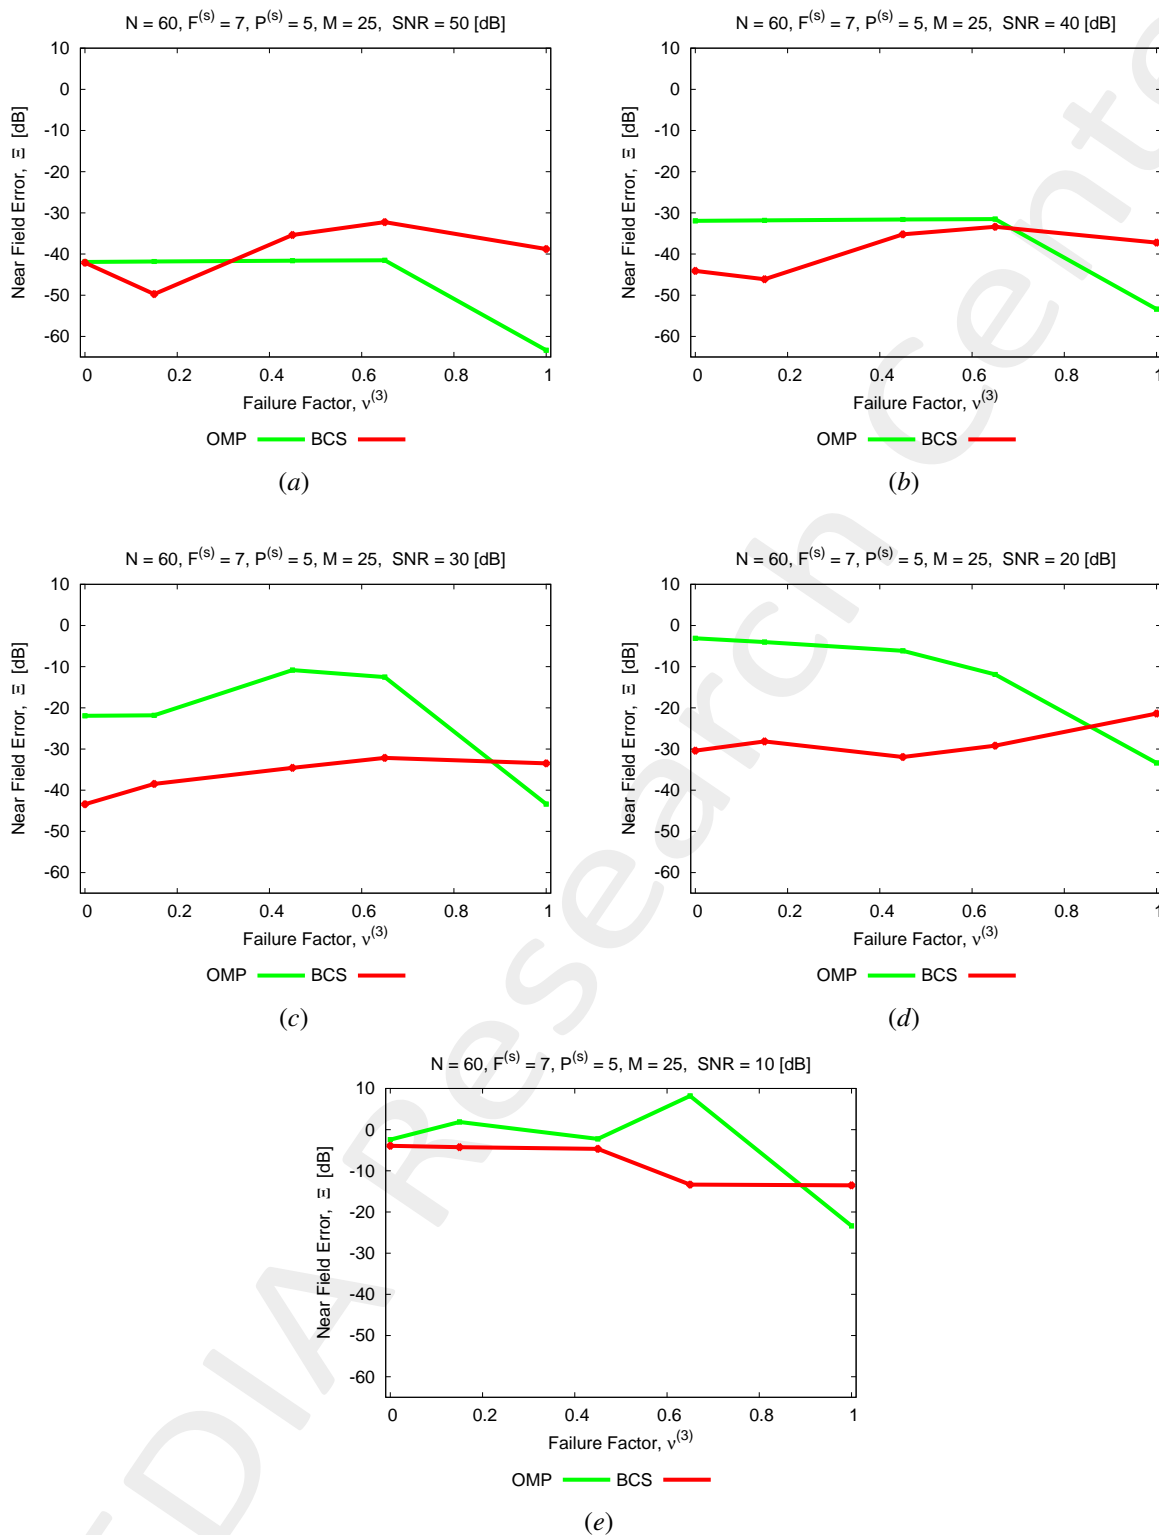 N = 60, F(s) = 7, P(s) = 5, M = 25, SNR = 50 [dB]
10
0
-10
-20
-30
-40
-50
-60
Near Field Error, Ξ [dB]
0 0.2 0.4 0.6 0.8 1
Failure Factor, ν(3)
OMP BCS
(a)
N = 60, F(s) = 7, P(s) = 5, M = 25, SNR = 40 [dB]
10
0
-10
-20
-30
-40
-50
-60
Near Field Error, Ξ [dB]
0 0.2 0.4 0.6 0.8 1
Failure Factor, ν(3)
OMP BCS
(b)
N = 60, F(s) = 7, P(s) = 5, M = 25, SNR = 30 [dB]
10
0
-10
-20
-30
-40
-50
-60
Near Field Error, Ξ [dB]
0 0.2 0.4 0.6 0.8 1
Failure Factor, ν(3)
OMP BCS
(c)
N = 60, F(s) = 7, P(s) = 5, M = 25, SNR = 20 [dB]
10
0
-10
-20
-30
-40
-50
-60
Near Field Error, Ξ [dB]
0 0.2 0.4 0.6 0.8 1
Failure Factor, ν(3)
OMP BCS
(d)
N = 60, F(s) = 7, P(s) = 5, M = 25, SNR = 10 [dB]
10
0
-10
-20
-30
-40
-50
-60
Near Field Error, Ξ [dB]
0 0.2 0.4 0.6 0.8 1
Failure Factor, ν(3)
OMP BCS
(e)
EDIA Research Cente